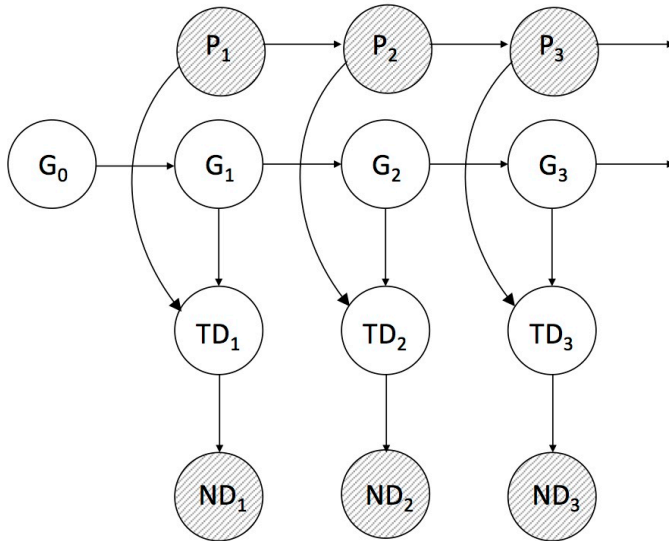 P₁ P₂ P₃
G₀ G₁ G₂ G₃
TD₁ TD₂ TD₃
ND₁ ND₂ ND₃